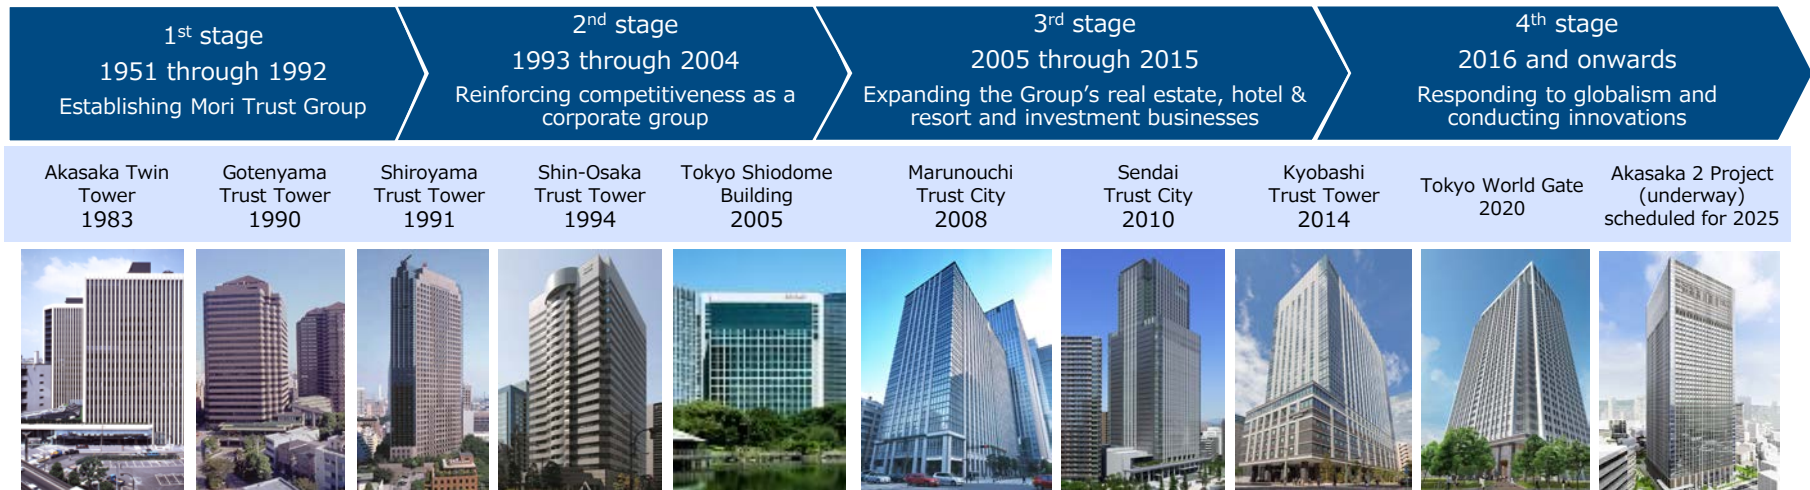 1st stage
1951 through 1992
Establishing Mori Trust Group
2nd stage
1993 through 2004
Reinforcing competitiveness as a
corporate group
3rd stage
2005 through 2015
Expanding the Group's real estate, hotel &
resort and investment businesses
4th stage
2016 and onwards
Responding to globalism and
conducting innovations
Akasaka Twin
Tower
1983
Gotenyama
Trust Tower
1990
Shiroyama
Trust Tower
1991
Shin-Osaka
Trust Tower
1994
Tokyo Shiodome
Building
2005
Marunouchi
Trust City
2008
Sendai
Trust City
2010
Kyobashi
Trust Tower
2014
Tokyo World Gate
2020
Akasaka 2 Project
(underway)
scheduled for 2025